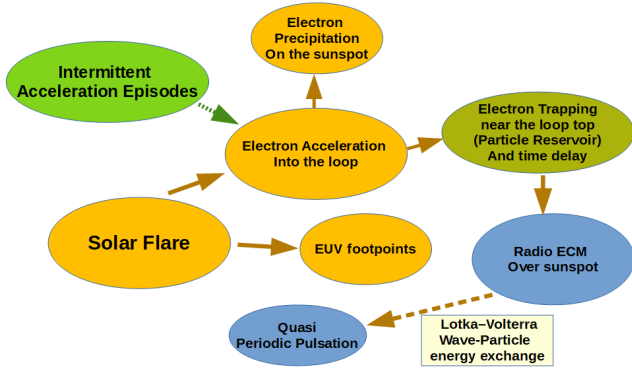 Electron
Precipitation
On the sunspot
Intermittent
Acceleration Episodes
Electron Acceleration
Into the loop
Electron Trapping
near the loop top
(Particle Reservoir)
And time delay
Solar Flare
EUV footpoints
Radio ECM
Over sunspot
Quasi
Periodic Pulsation
Lotka–Volterra
Wave-Particle
energy exchange